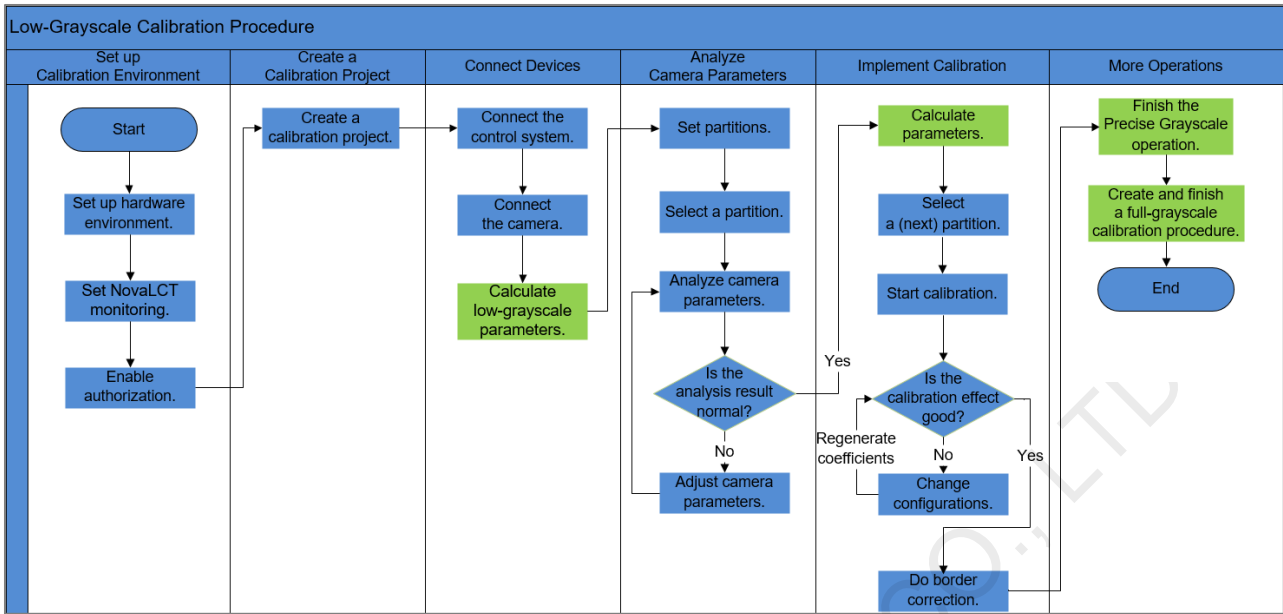 Low-Grayscale Calibration Procedure
Set up
Calibration Environment
Create a
Calibration Project
Connect Devices
Analyze
Camera Parameters
Implement Calibration
More Operations
Start
Set up hardware
environment.
Set NovaLCT
monitoring.
Enable
authorization.
Create a
calibration project.
Connect the
control system.
Connect
the camera.
Calculate
low-grayscale
parameters.
Set partitions.
Select a partition.
Analyze camera
parameters.
Is the
analysis result
normal?
Yes
No
Adjust camera
parameters.
Calculate
parameters.
Select
a (next) partition.
Start calibration.
Is the
calibration effect
good?
Regenerate
coefficients
No
Yes
Change
configurations.
Do border
correction.
Finish the
Precise Grayscale
operation.
Create and finish
a full-grayscale
calibration procedure.
End
CO., LTD